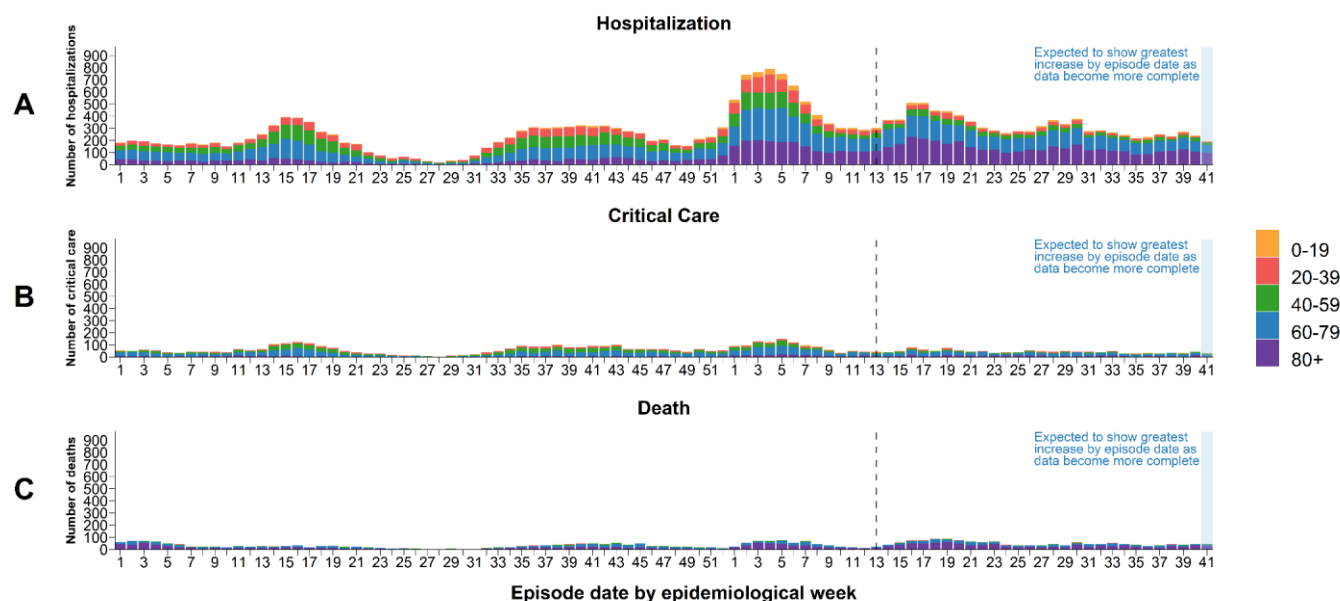 Hospitalization
A
Number of hospitalizations
900
800
700
600
500
400
300
200
100
0
Expected to show greatest
increase by episode date as
data become more complete
1 3 5 7 9 11 13 15 17 19 21 23 25 27 29 31 33 35 37 39 41 43 45 47 49 51 1 3 5 7 9 11 13 15 17 19 21 23 25 27 29 31 33 35 37 39 41
Critical Care
B
Number of critical care
900
800
700
600
500
400
300
200
100
0
Expected to show greatest
increase by episode date as
data become more complete
1 3 5 7 9 11 13 15 17 19 21 23 25 27 29 31 33 35 37 39 41 43 45 47 49 51 1 3 5 7 9 11 13 15 17 19 21 23 25 27 29 31 33 35 37 39 41
0-19
20-39
40-59
60-79
80+
Death
C
Number of deaths
900
800
700
600
500
400
300
200
100
0
Expected to show greatest
increase by episode date as
data become more complete
1 3 5 7 9 11 13 15 17 19 21 23 25 27 29 31 33 35 37 39 41 43 45 47 49 51 1 3 5 7 9 11 13 15 17 19 21 23 25 27 29 31 33 35 37 39 41
Episode date by epidemiological week